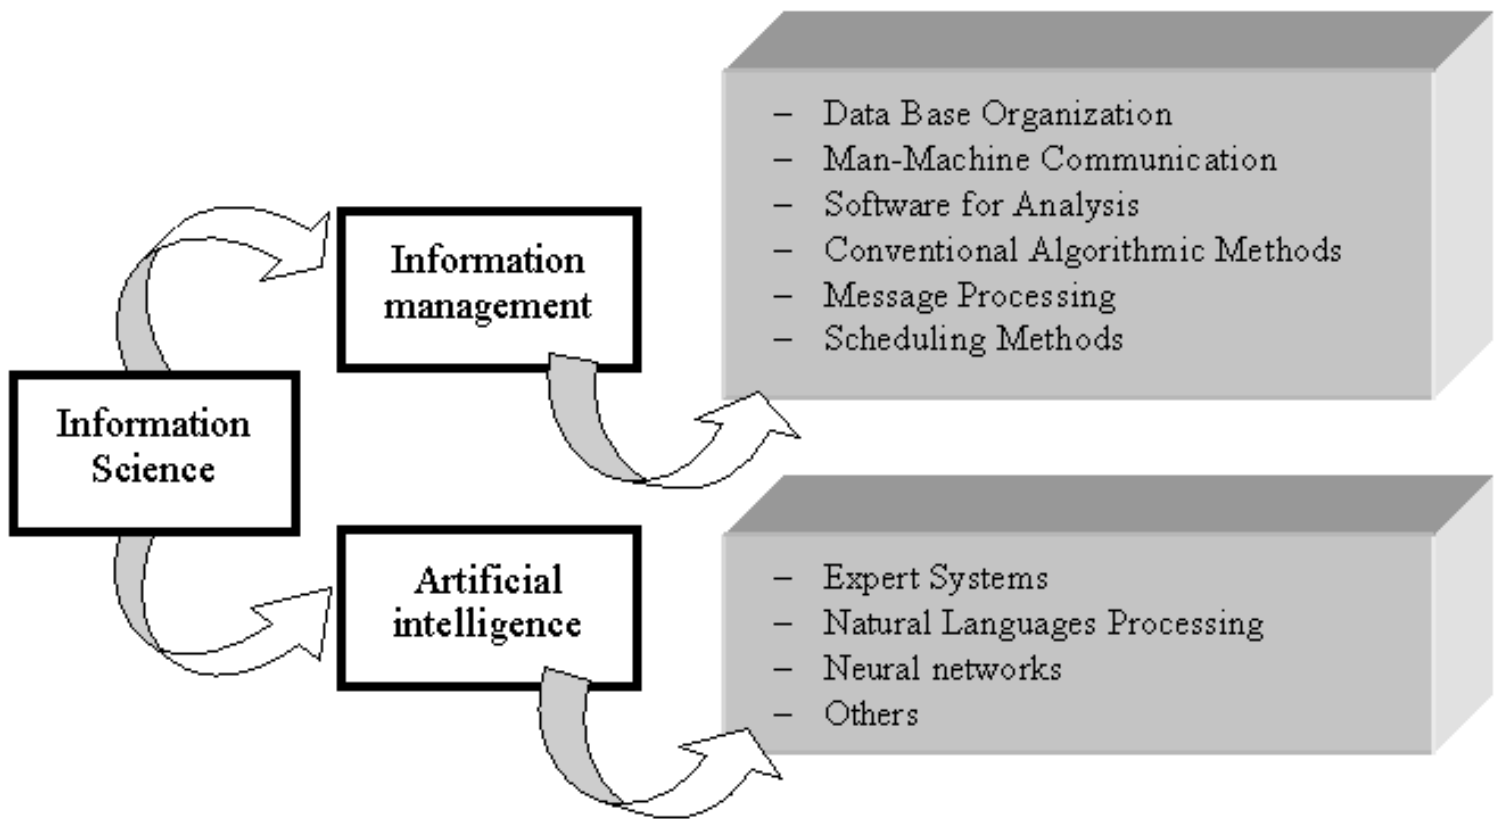 Information
Science
Information
management
– Data Base Organization
– Man-Machine Communication
– Software for Analysis
– Conventional Algorithmic Methods
– Message Processing
– Scheduling Methods
Artificial
intelligence
– Expert Systems
– Natural Languages Processing
– Neural networks
– Others